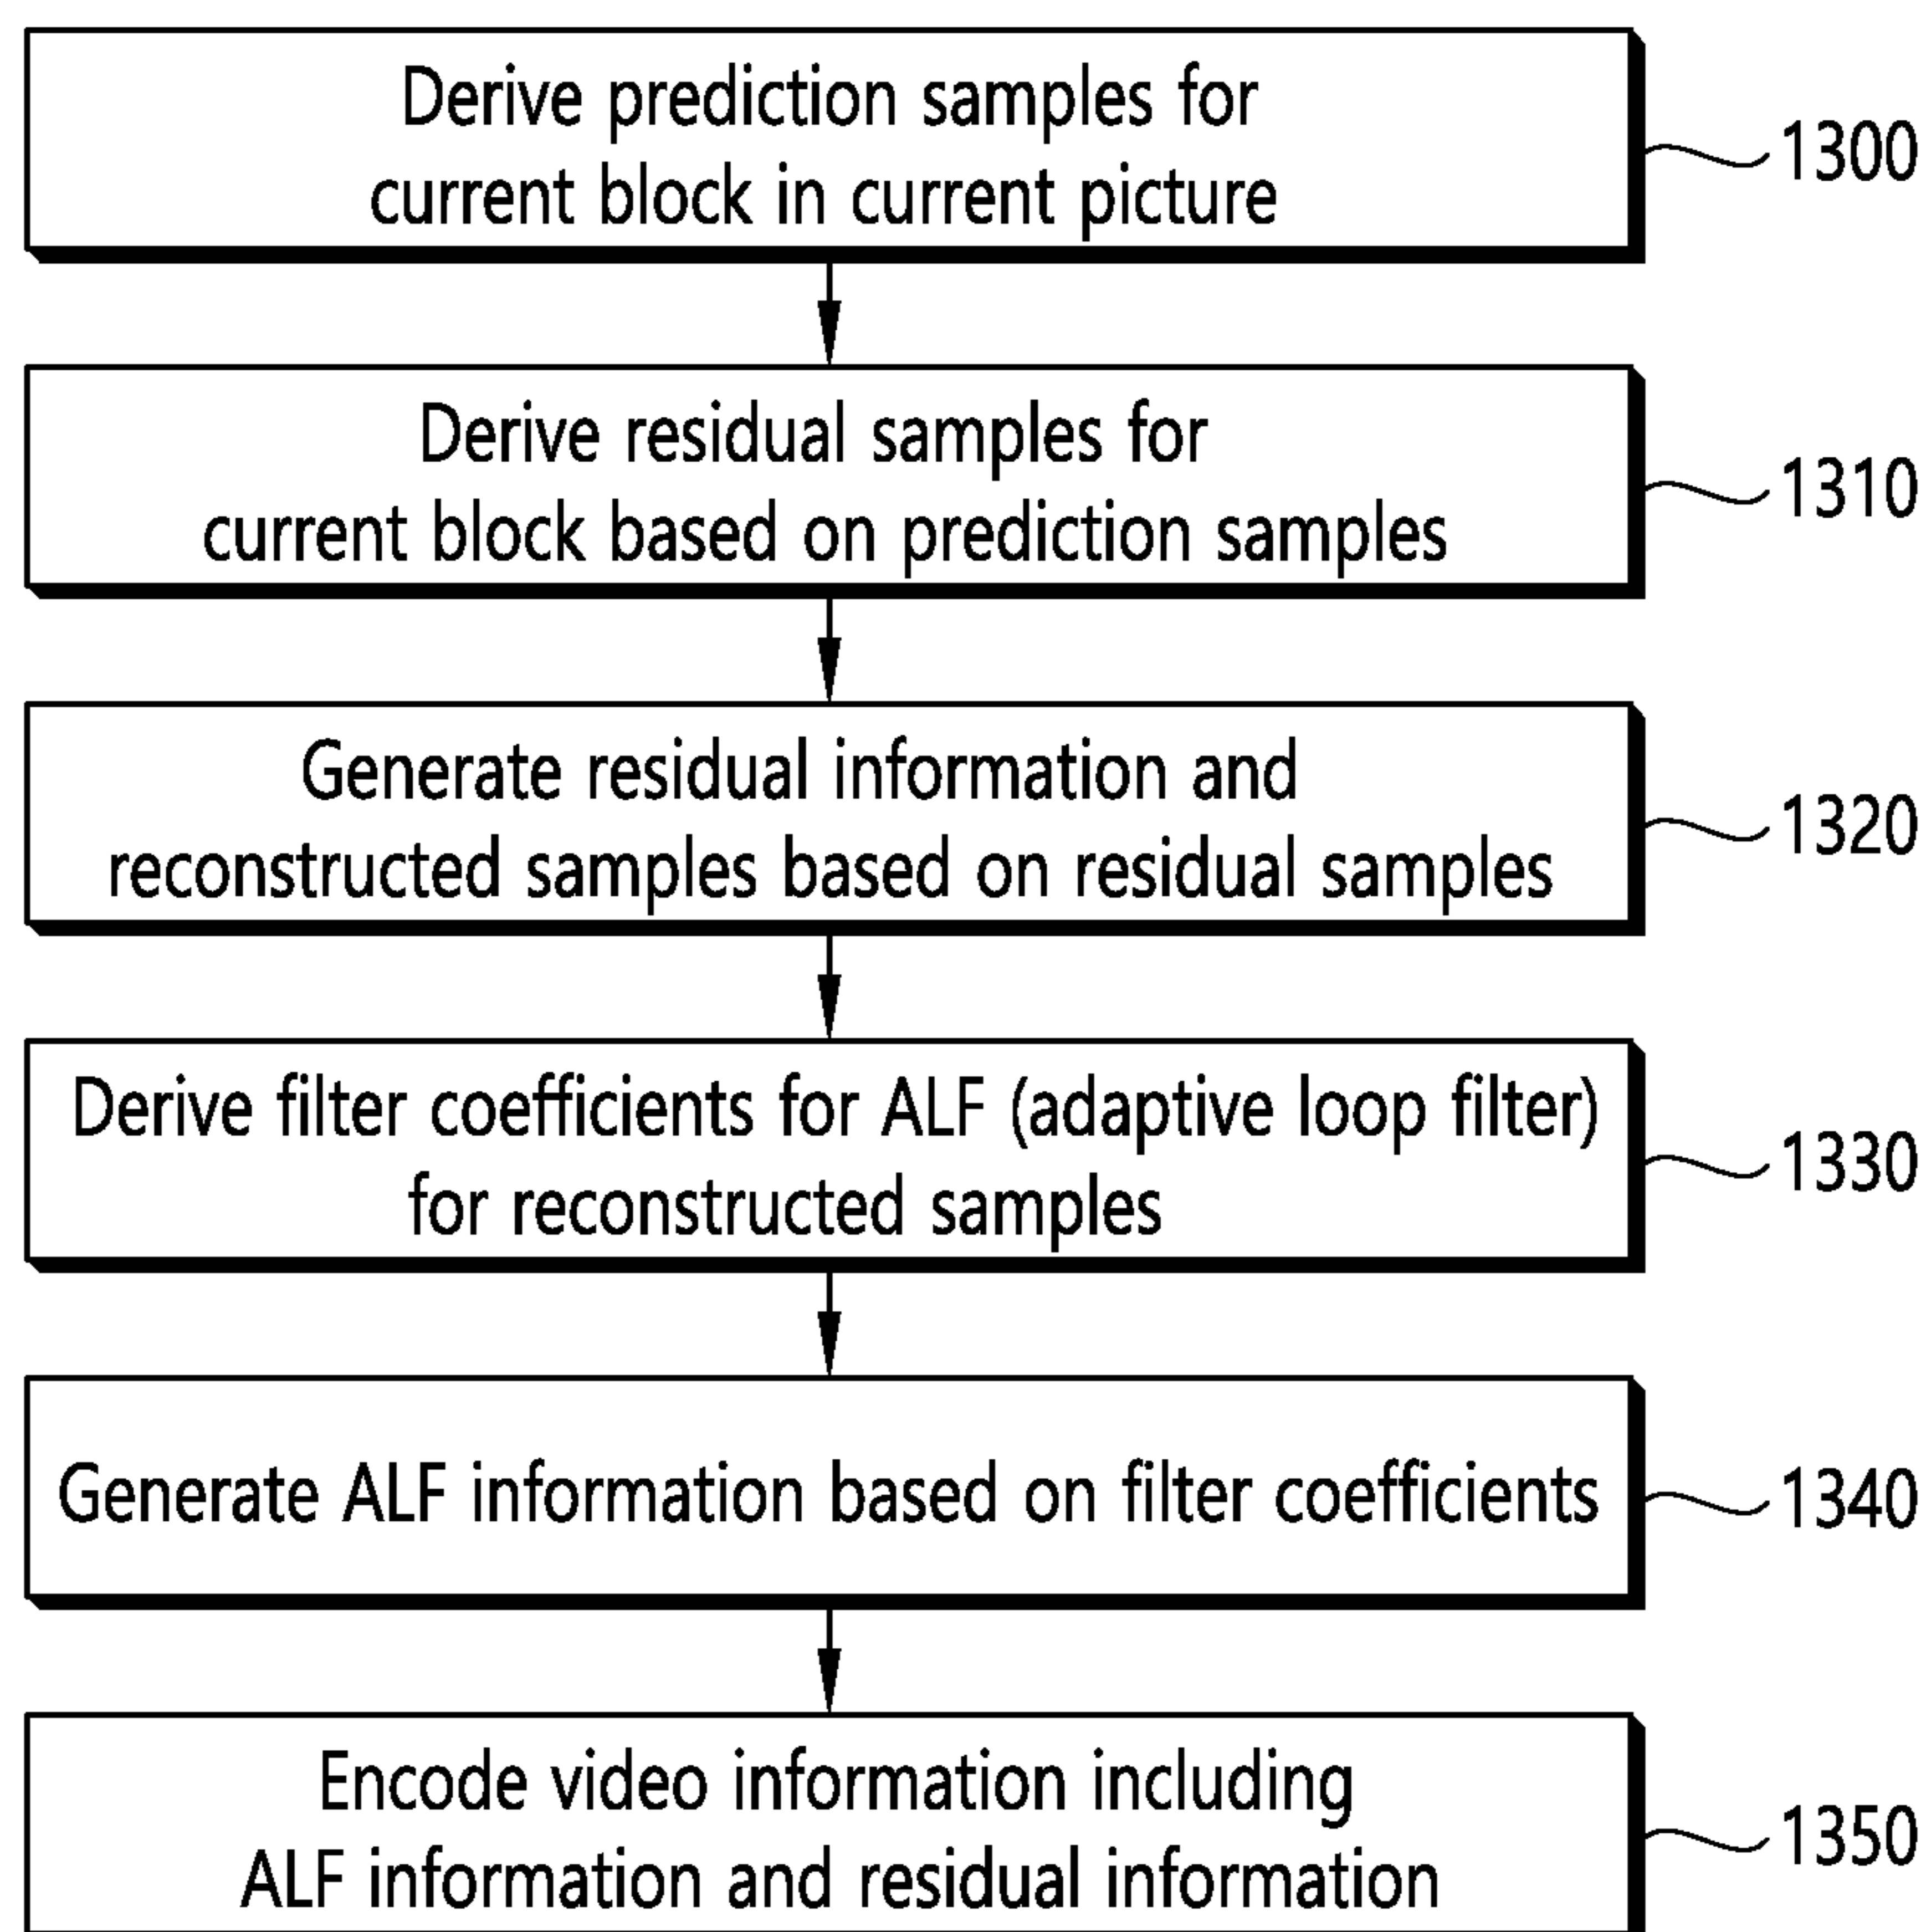 Derive prediction samples for
current block in current picture
1300
Derive residual samples for
current block based on prediction samples
1310
Generate residual information and
reconstructed samples based on residual samples
1320
Derive filter coefficients for ALF (adaptive loop filter)
for reconstructed samples
1330
Generate ALF information based on filter coefficients
1340
Encode video information including
ALF information and residual information
1350